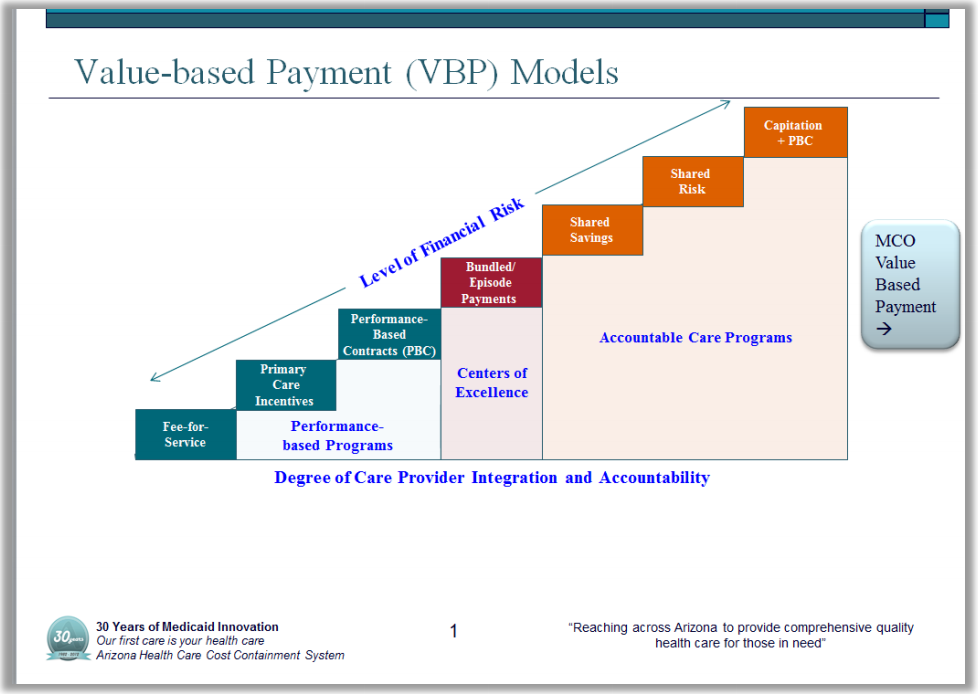 Value-based Payment (VBP) Models
Capitation
+ PBC
Shared
Risk
Shared
Savings
Level of Financial Risk
Bundled/
Episode
Payments
Performance-
Based
Contracts (PBC)
Primary
Care
Incentives
Fee-for-
Service
Performance-
based Programs
Centers of
Excellence
Accountable Care Programs
MCO
Value
Based
Payment
→
Degree of Care Provider Integration and Accountability
30 years
30 Years of Medicaid Innovation
Our first care is your health care
Arizona Health Care Cost Containment System
1
“Reaching across Arizona to provide comprehensive quality
health care for those in need”